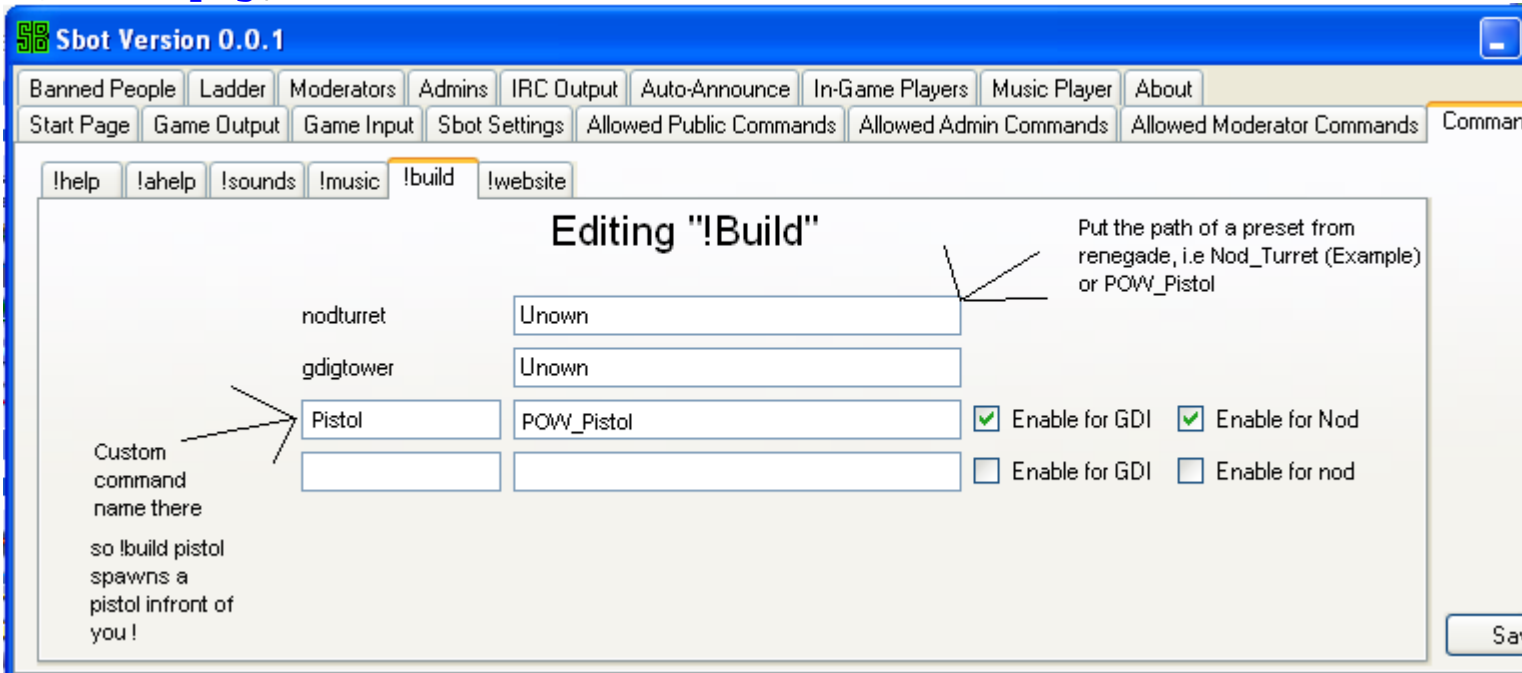 Sbot Version 0.0.1
Banned People Ladder Moderators Admins IRC Output Auto-Announce In-Game Players Music Player About
Start Page Game Output Game Input Sbot Settings Allowed Public Commands Allowed Admin Commands Allowed Moderator Commands Comman
!help !ahelp !sounds !music !build !website
Editing "!Build"
Put the path of a preset from
renegade, i.e Nod_Turret (Example)
or POW_Pistol
nodturret Unown
gdigtower Unown
Pistol POW_Pistol Enable for GDI Enable for Nod
Enable for GDI Enable for nod
Custom
command
name there
so !build pistol
spawns a
pistol infront of
you !
Sav